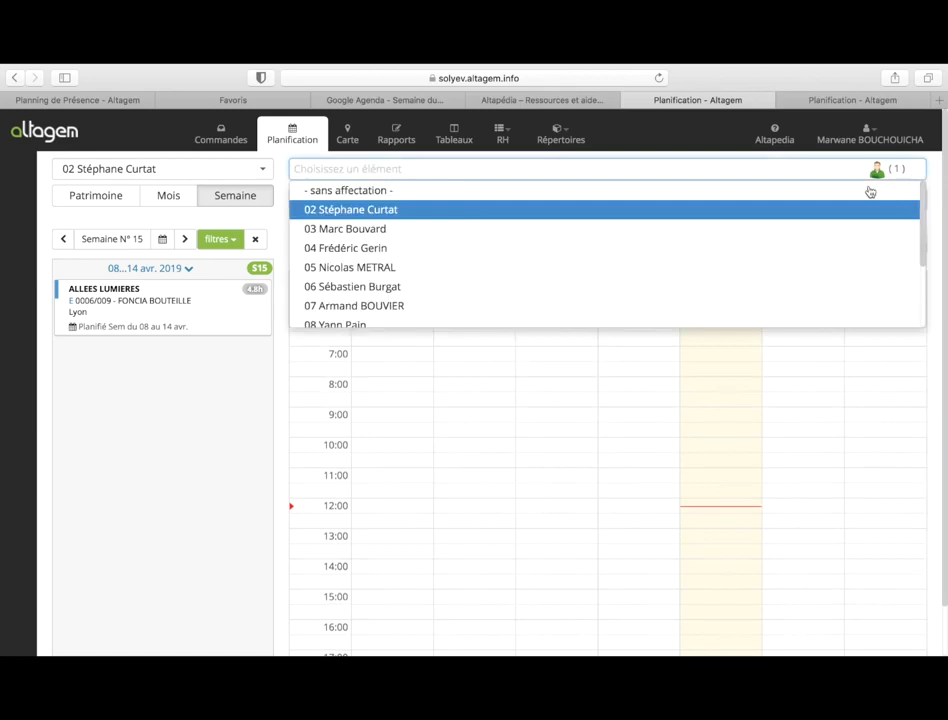 solyev.altagem.info
Planning de Présence - Altagem
Favoris
Google Agenda - Semaine du...
Altapédia – Ressources et aide...
Planification - Altagem
Planification - Altagem
altagem
Commandes
Planification
Carte
Rapports
Tableaux
RH
Répertoires
Altapedia
Marwane BOUCHOUICHA
02 Stéphane Curtat
Choisissez un élément
( 1 )
Patrimoine
Mois
Semaine
- sans affectation -
02 Stéphane Curtat
03 Marc Bouvard
04 Frédéric Gerin
05 Nicolas METRAL
06 Sébastien Burgat
07 Armand BOUVIER
08 Yann Pain
Semaine N° 15
filtres
08...14 avr. 2019
S15
ALLEES LUMIERES
4.8h
E 0006/009 - FONCIA BOUTEILLE
Lyon
Planifié Sem du 08 au 14 avr.
7:00
8:00
9:00
10:00
11:00
12:00
13:00
14:00
15:00
16:00